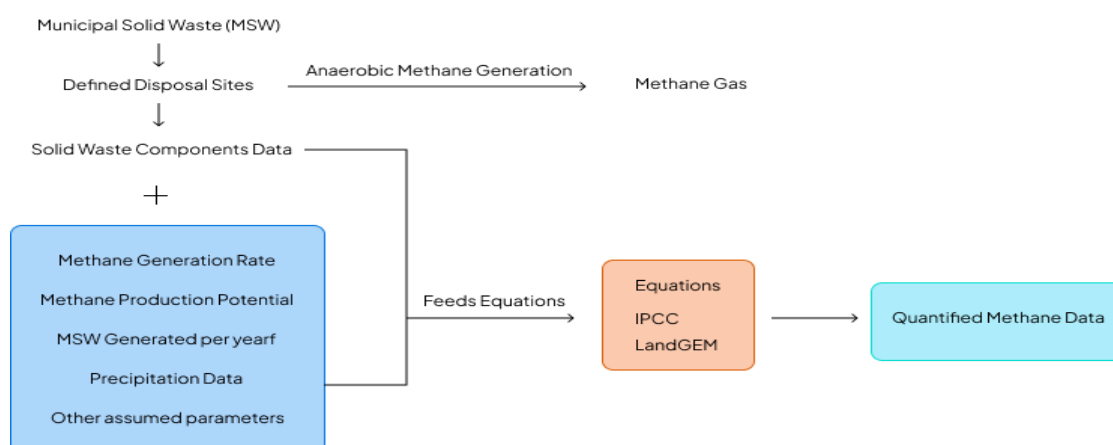 Municipal Solid Waste (MSW)
Anaerobic Methane Generation
Defined Disposal Sites
Methane Gas
Solid Waste Components Data
+
Methane Generation Rate
Methane Production Potential
MSW Generated per yearf
Precipitation Data
Other assumed parameters
Feeds Equations
Equations
IPCC
LandGEM
Quantified Methane Data